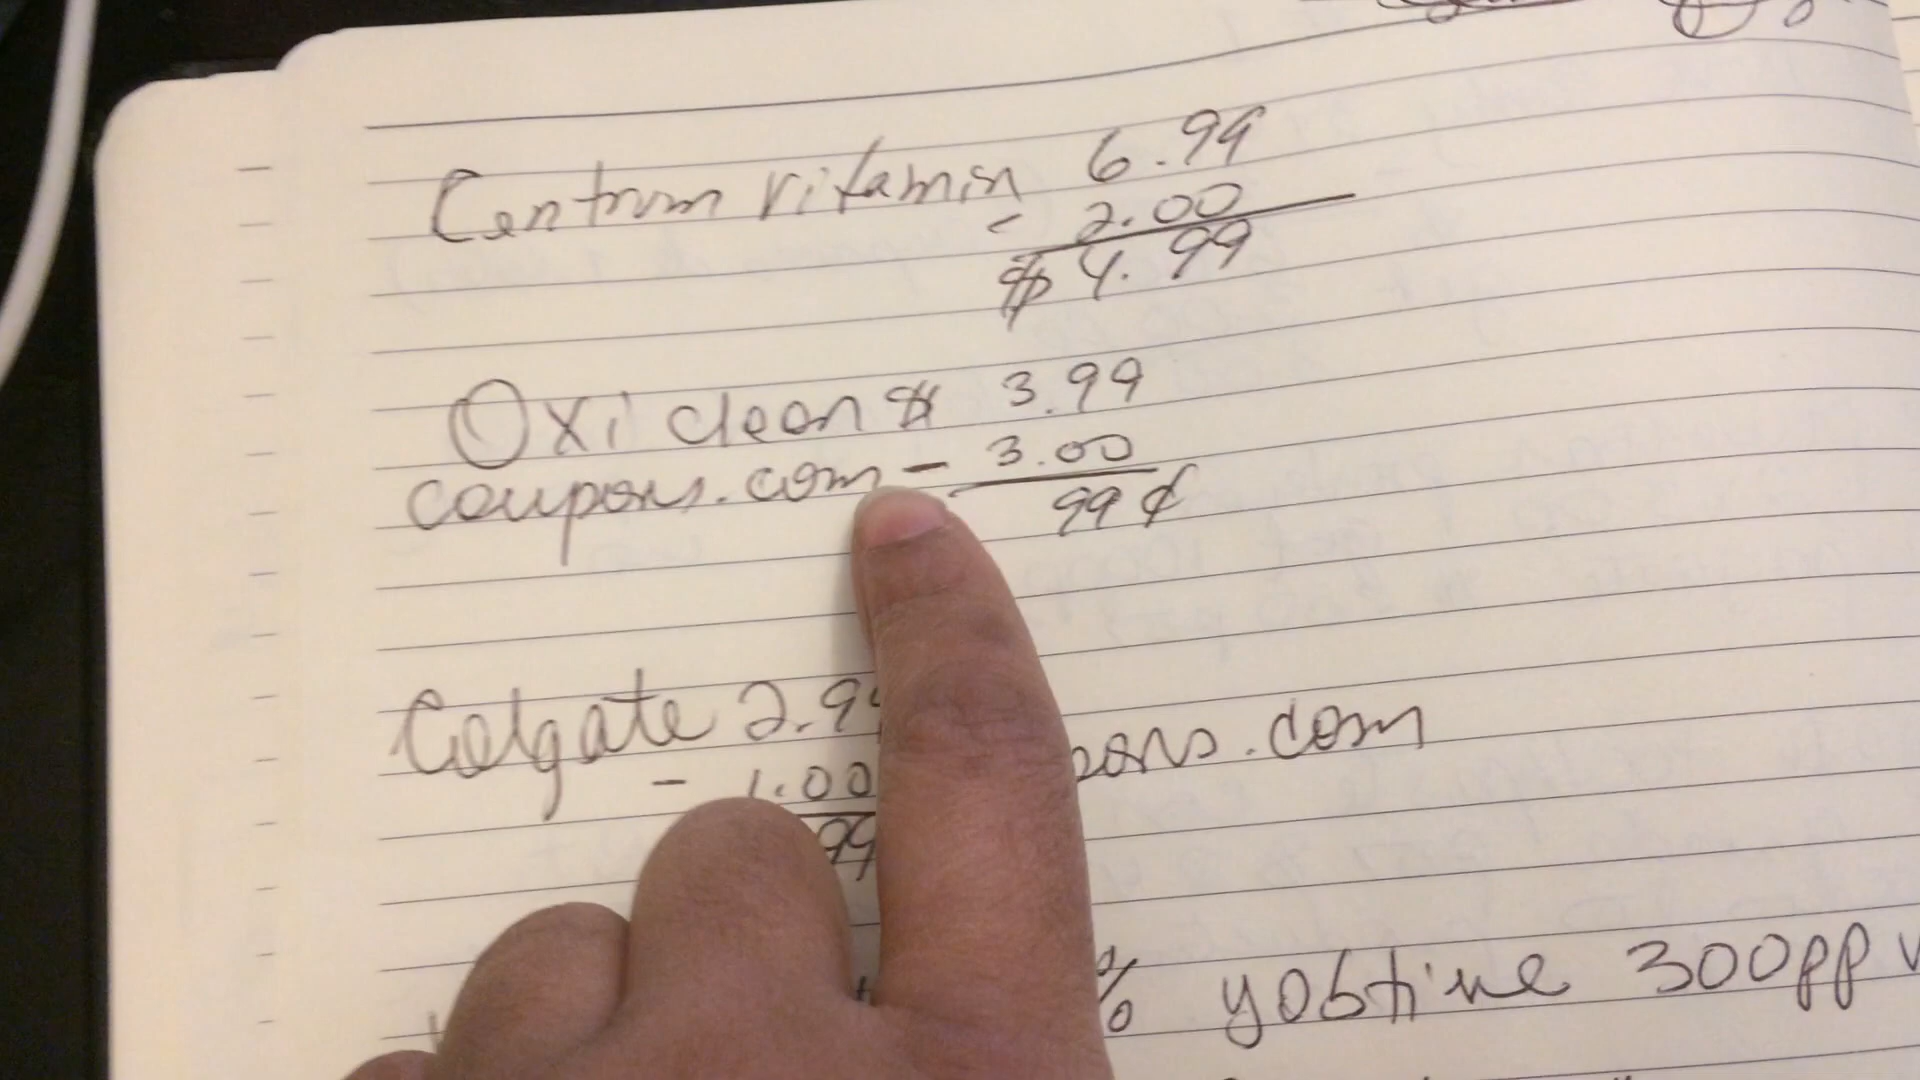 Centrum vitamin 6.99
- 2.00
$ 4.99
Oxi clean $ 3.99
coupons.com - 3.00
99 ¢
Colgate 2.9
pons.com
- 1.00
99
% yobtine 300pp